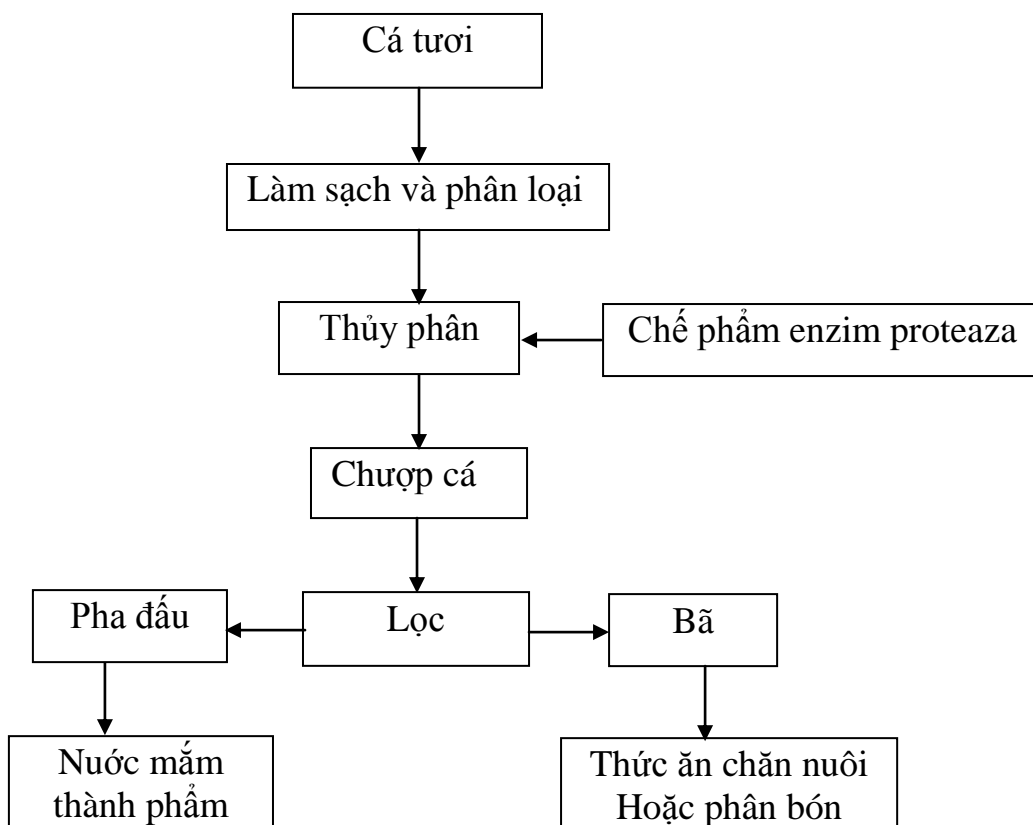 Cá tươi
Làm sạch và phân loại
Thủy phân
Chế phẩm enzim proteaza
Chượp cá
Pha đấu
Lọc
Bã
Nuớc mắm
thành phẩm
Thức ăn chăn nuôi
Hoặc phân bón